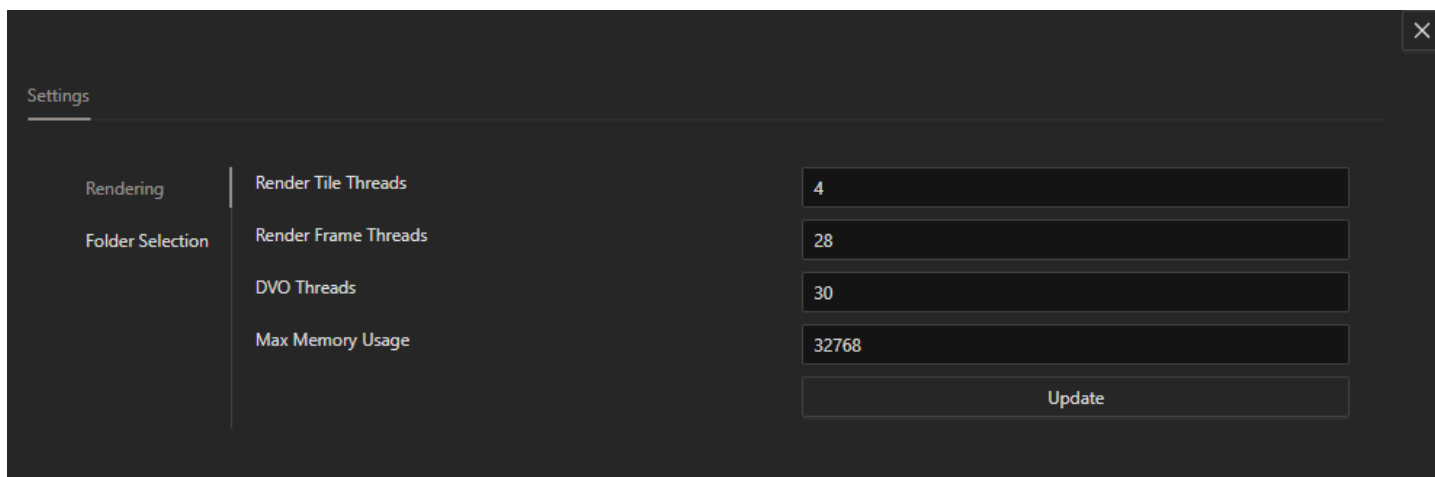 Settings
Rendering
Folder Selection
Render Tile Threads
4
Render Frame Threads
28
DVO Threads
30
Max Memory Usage
32768
Update